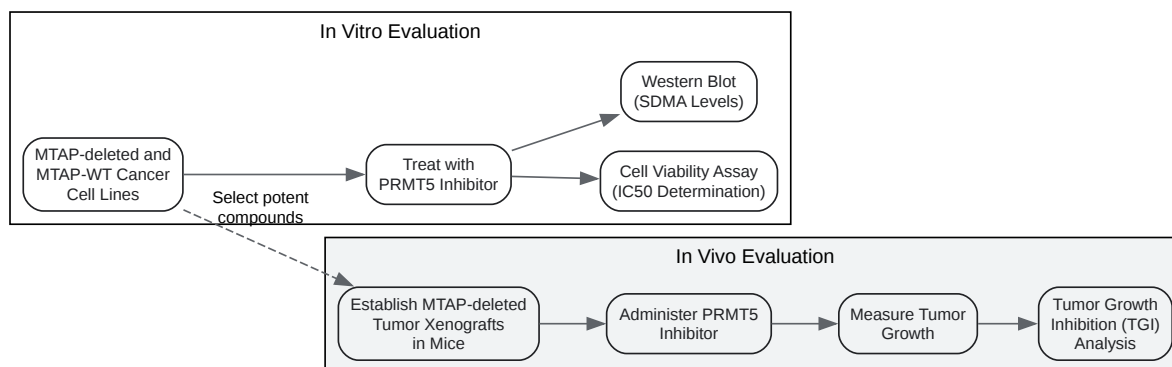 In Vitro Evaluation
MTAP-deleted and
MTAP-WT Cancer
Cell Lines
Treat with
PRMT5 Inhibitor
Western Blot
(SDMA Levels)
Cell Viability Assay
(IC50 Determination)
Select potent
compounds
In Vivo Evaluation
Establish MTAP-deleted
Tumor Xenografts
in Mice
Administer PRMT5
Inhibitor
Measure Tumor
Growth
Tumor Growth
Inhibition (TGI)
Analysis